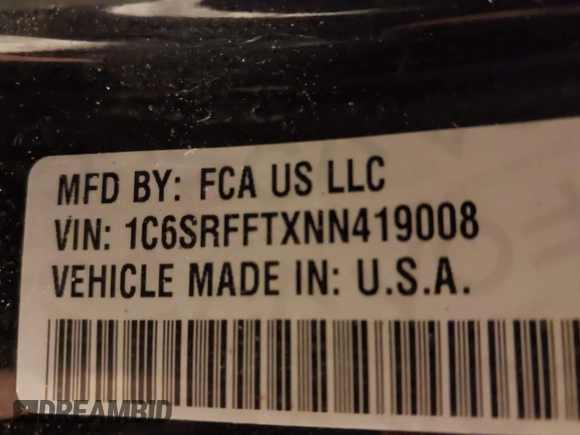 MFD BY: FCA US LLC
VIN: 1C6SRFFTXNN419008
VEHICLE MADE IN: U.S.A.
DREAMBID